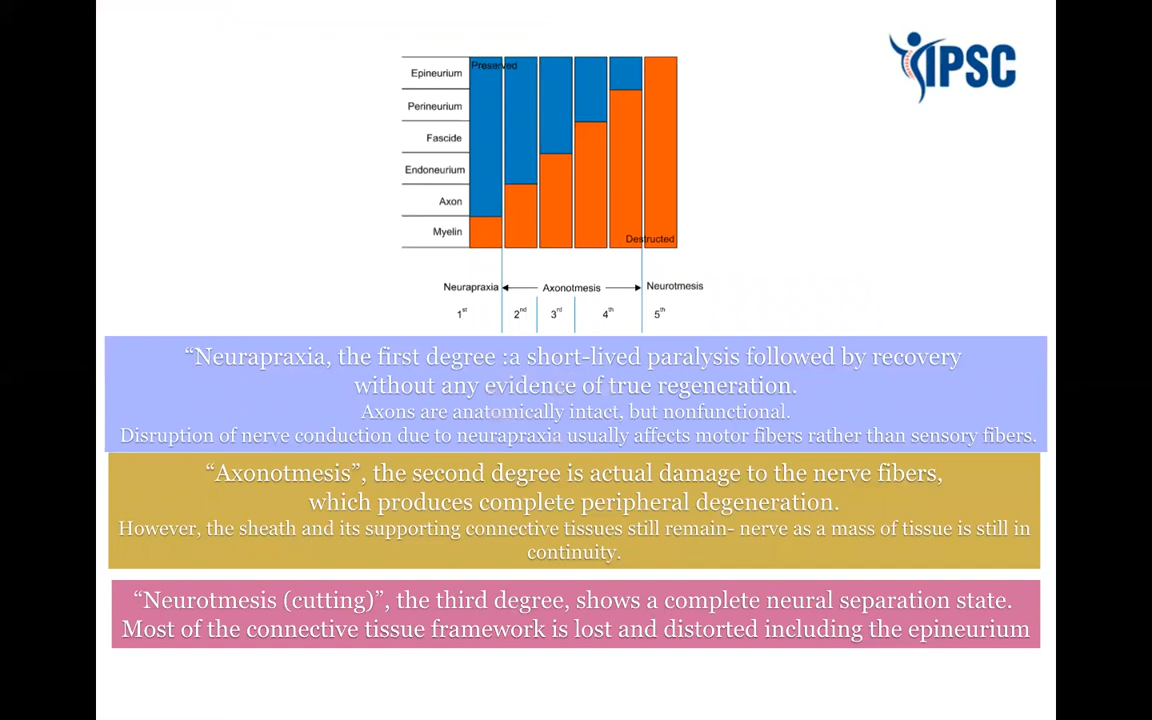 IPSC
Preserved
Epineurium
Perineurium
Fascide
Endoneurium
Axon
Myelin
Destructed
Neurapraxia Axonotmesis Neurotmesis
1st 2nd 3rd 4th 5th
“Neurapraxia, the first degree :a short-lived paralysis followed by recovery
without any evidence of true regeneration.
Axons are anatomically intact, but nonfunctional.
Disruption of nerve conduction due to neurapraxia usually affects motor fibers rather than sensory fibers.
“Axonotmesis”, the second degree is actual damage to the nerve fibers,
which produces complete peripheral degeneration.
However, the sheath and its supporting connective tissues still remain- nerve as a mass of tissue is still in
continuity.
“Neurotmesis (cutting)”, the third degree, shows a complete neural separation state.
Most of the connective tissue framework is lost and distorted including the epineurium